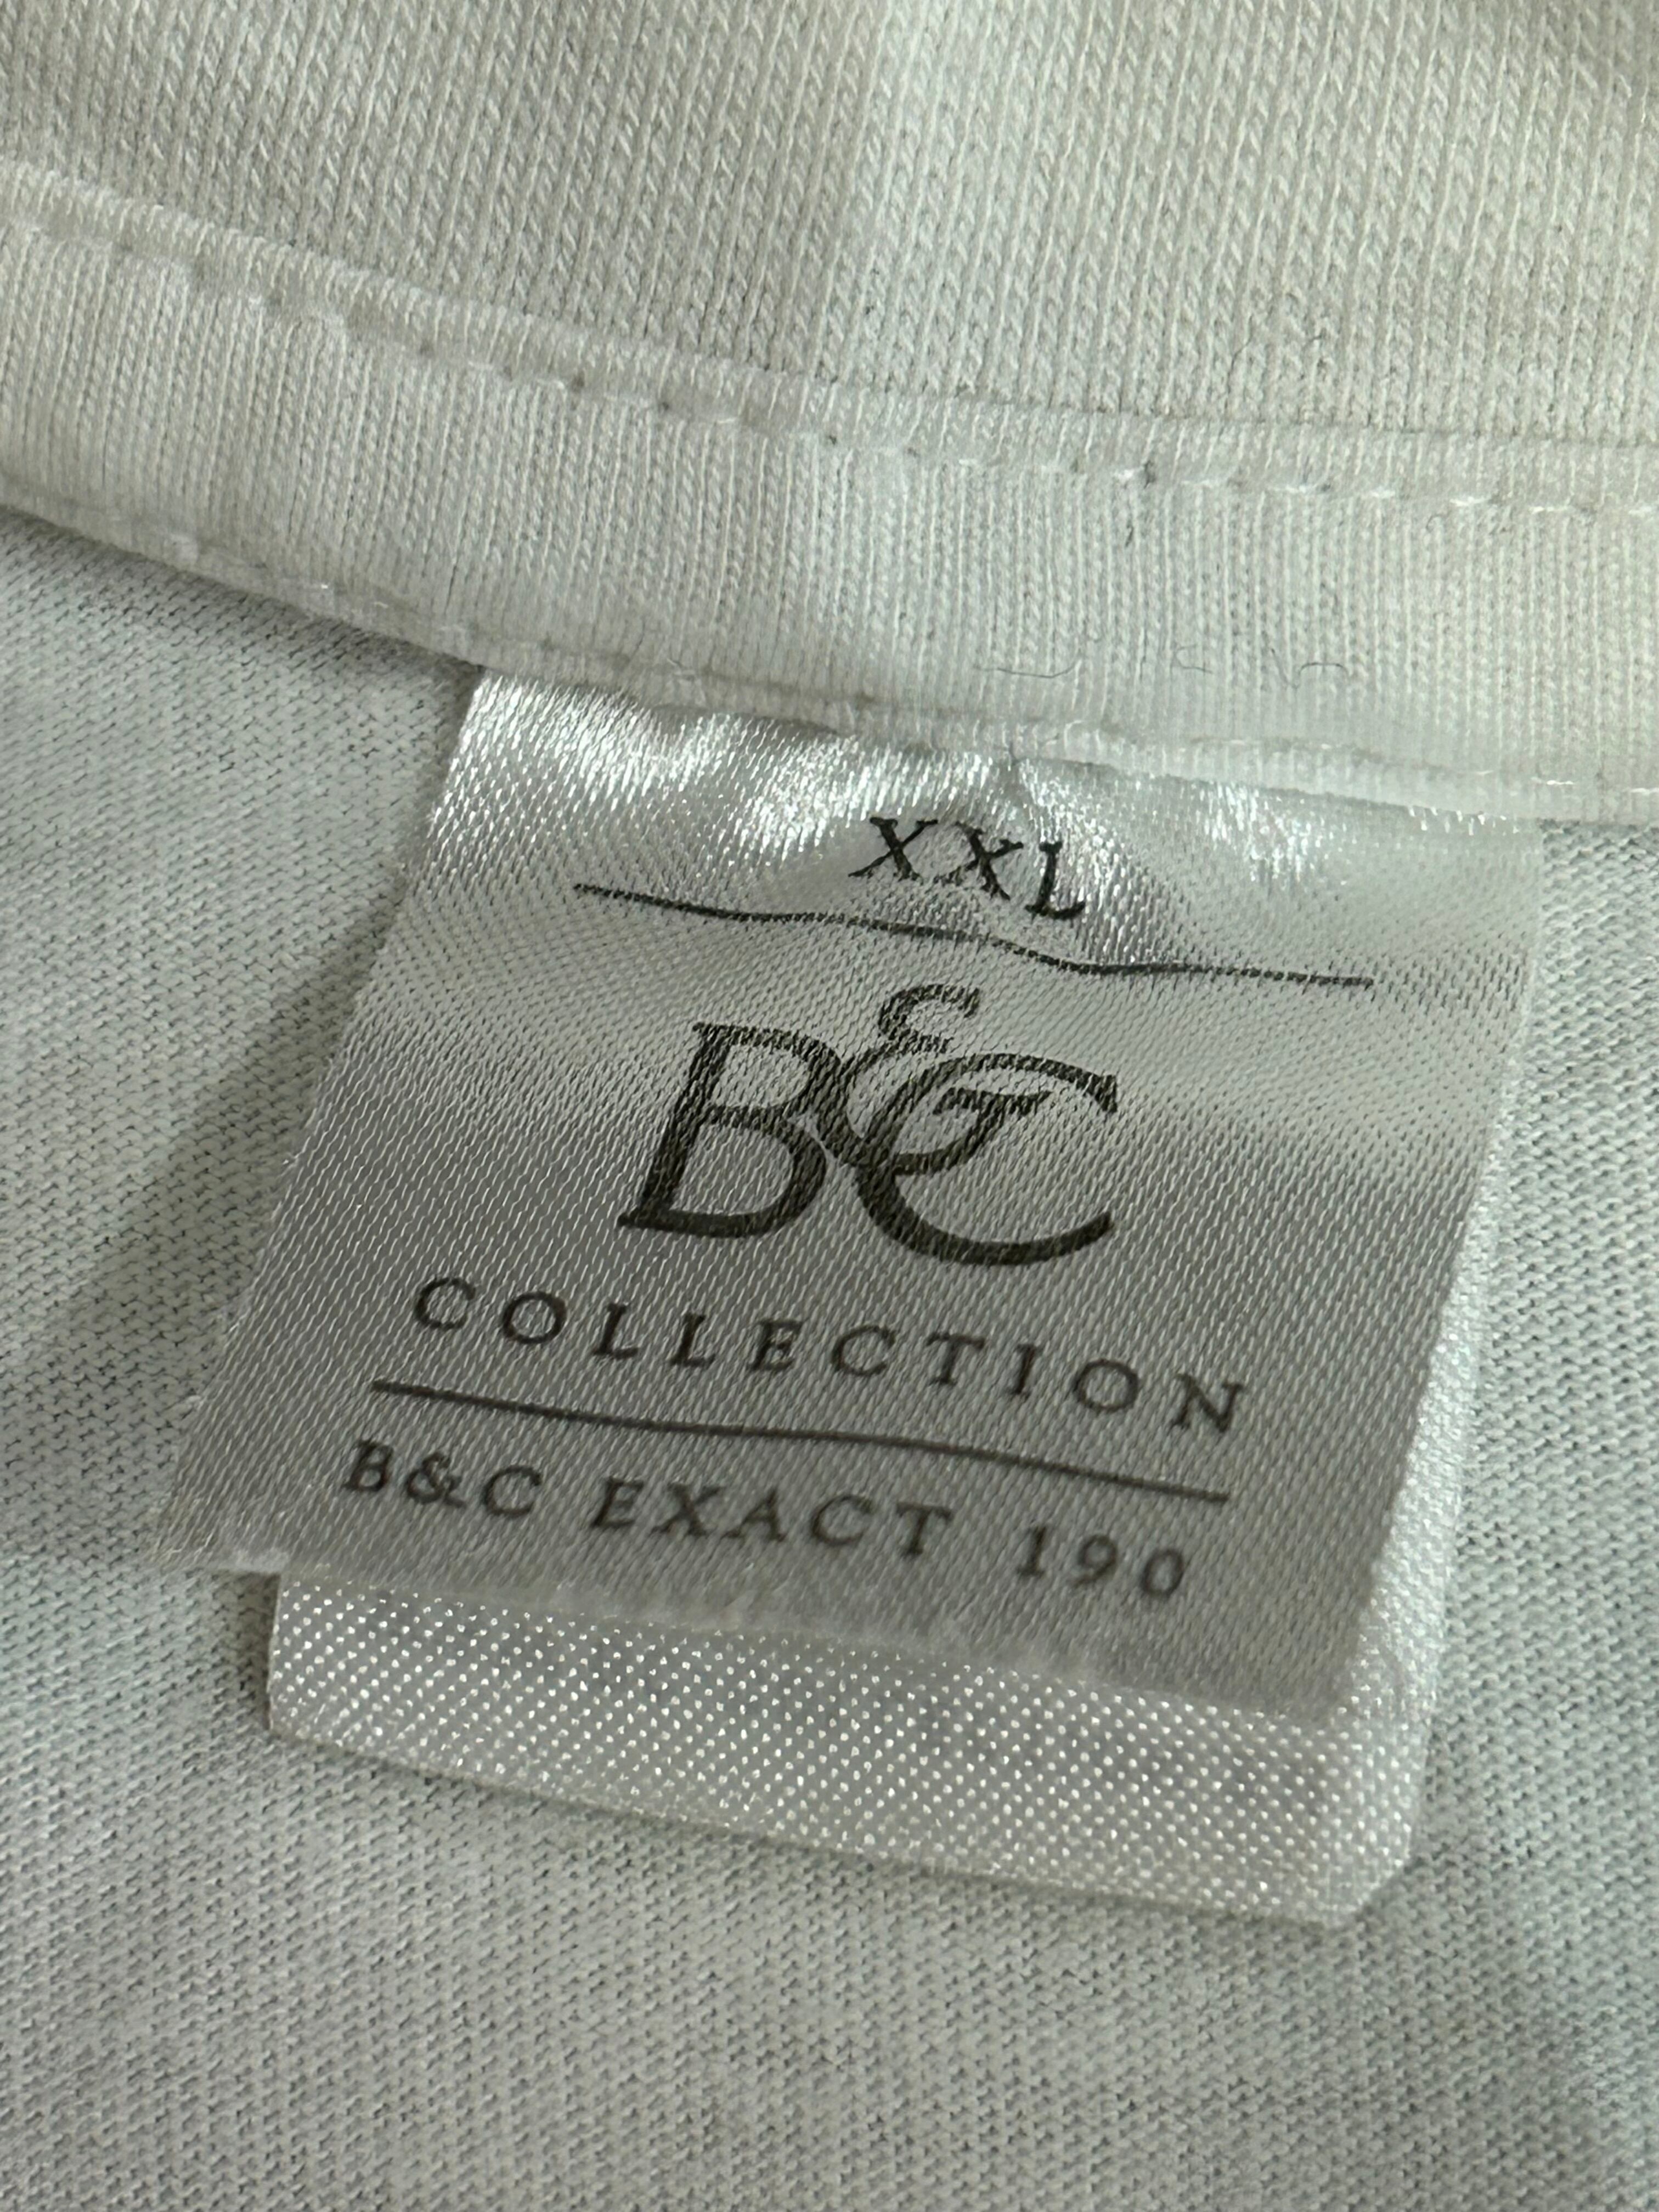 XXL
B&C
COLLECTION
B&C EXACT 190